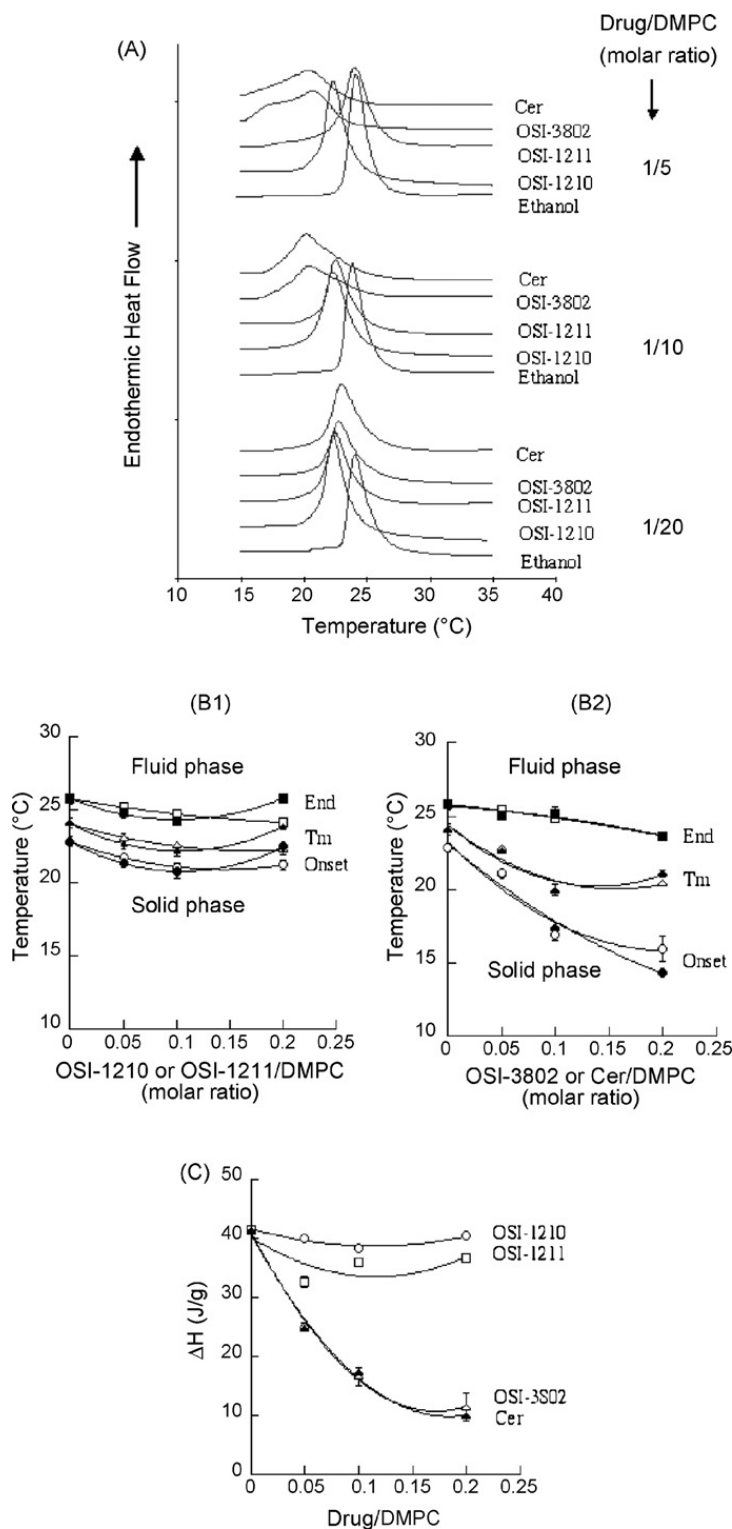 (A)
Drug/DMPC
(molar ratio)
Endothermic Heat Flow
Cer
OSI-3802
OSI-1211
OSI-1210
Ethanol
1/5
Cer
OSI-3802
OSI-1211
OSI-1210
Ethanol
1/10
Cer
OSI-3802
OSI-1211
OSI-1210
Ethanol
1/20
10 15 20 25 30 35 40
Temperature (°C)
(B1)
30
25
20
15
10
Temperature (°C)
Fluid phase
End
Tm
Onset
Solid phase
0 0.05 0.1 0.15 0.2 0.25
OSI-1210 or OSI-1211/DMPC
(molar ratio)
(B2)
30
25
20
15
10
Temperature (°C)
Fluid phase
End
Tm
Onset
Solid phase
0 0.05 0.1 0.15 0.2 0.25
OSI-3802 or Cer/DMPC
(molar ratio)
(C)
50
40
30
20
10
0
ΔH (J/g)
OSI-1210
OSI-1211
OSI-3802
Cer
0 0.05 0.1 0.15 0.2 0.25
Drug/DMPC